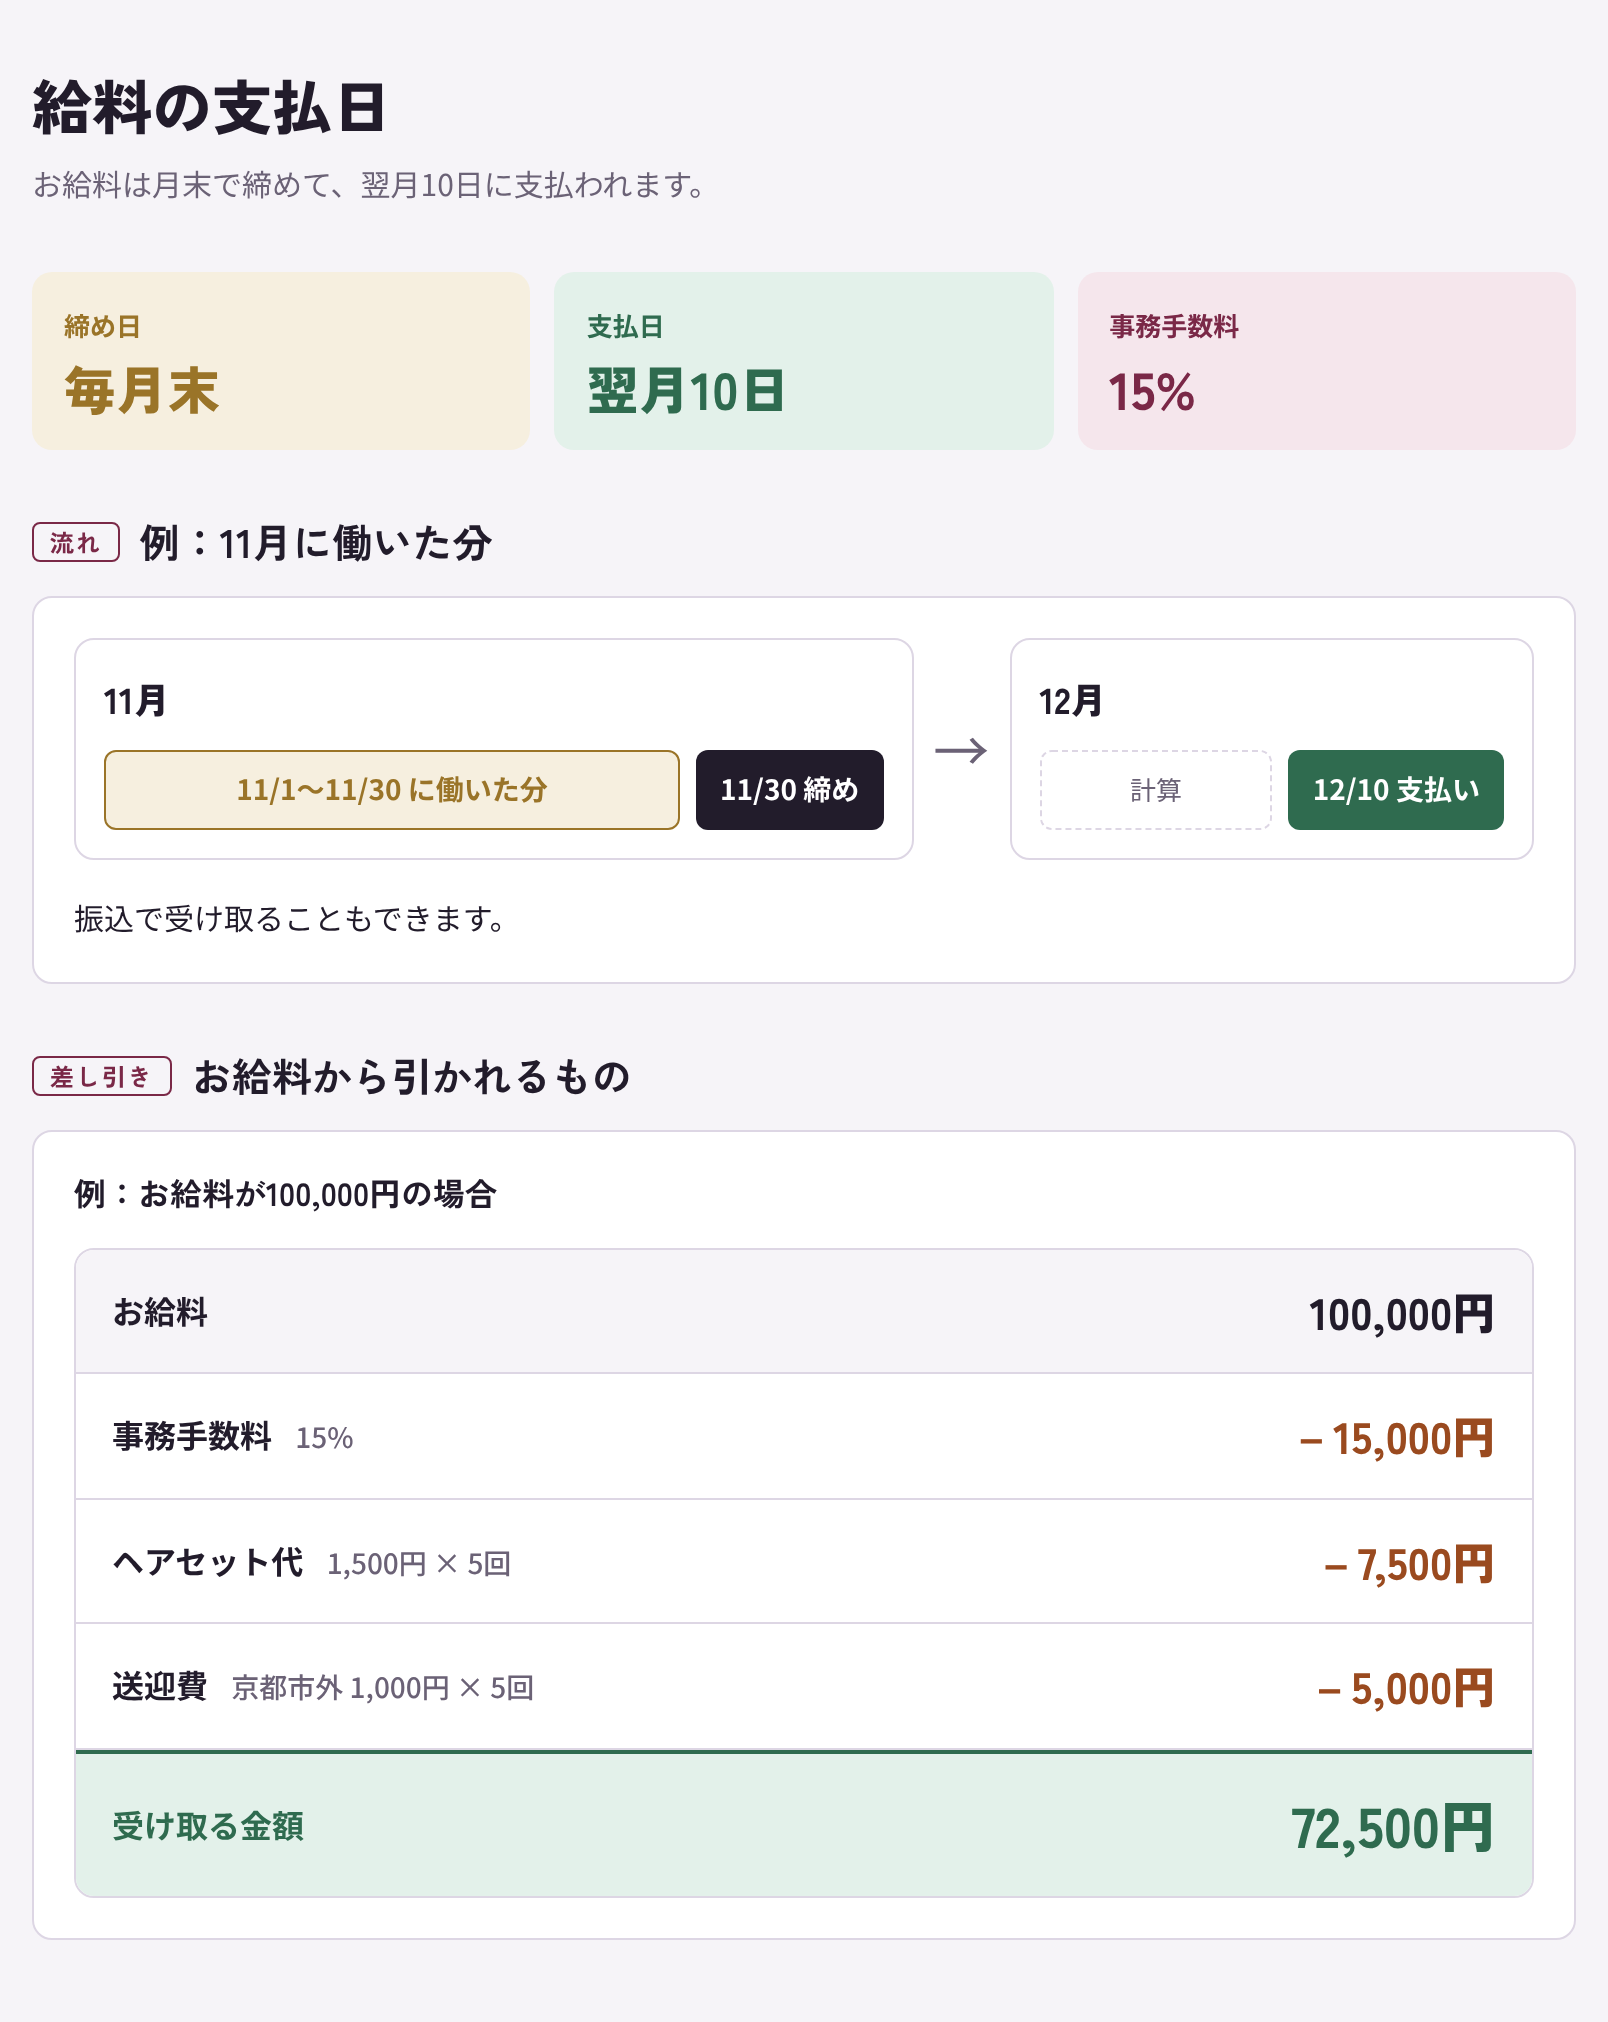 給料の支払日
お給料は月末で締めて、翌月10日に支払われます。
締め日
毎月末
支払日
翌月10日
事務手数料
15%
流れ 例：11月に働いた分
11月
11/1〜11/30 に働いた分
11/30 締め
→
12月
計算
12/10 支払い
振込で受け取ることもできます。
差し引き お給料から引かれるもの
例：お給料が100,000円の場合
お給料 100,000円
事務手数料 15% − 15,000円
ヘアセット代 1,500円 × 5回 − 7,500円
送迎費 京都市外 1,000円 × 5回 − 5,000円
受け取る金額 72,500円